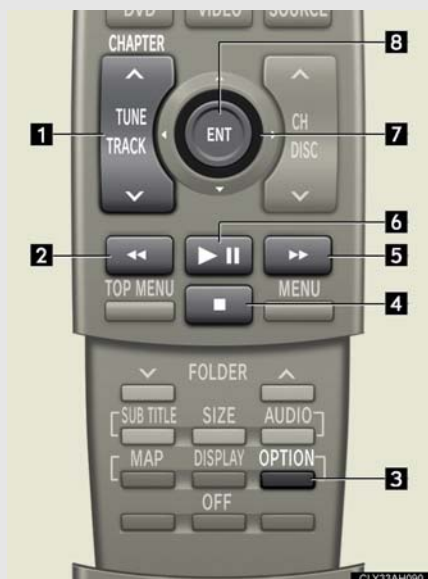 DVD VIDEO SOURCE
CHAPTER
8
TUNE
TRACK
1
ENT
7
CH
DISC
6
2
5
TOP MENU
MENU
4
FOLDER
SUB TITLE SIZE AUDIO
MAP DISPLAY OPTION
3
OFF
CLY33AH090